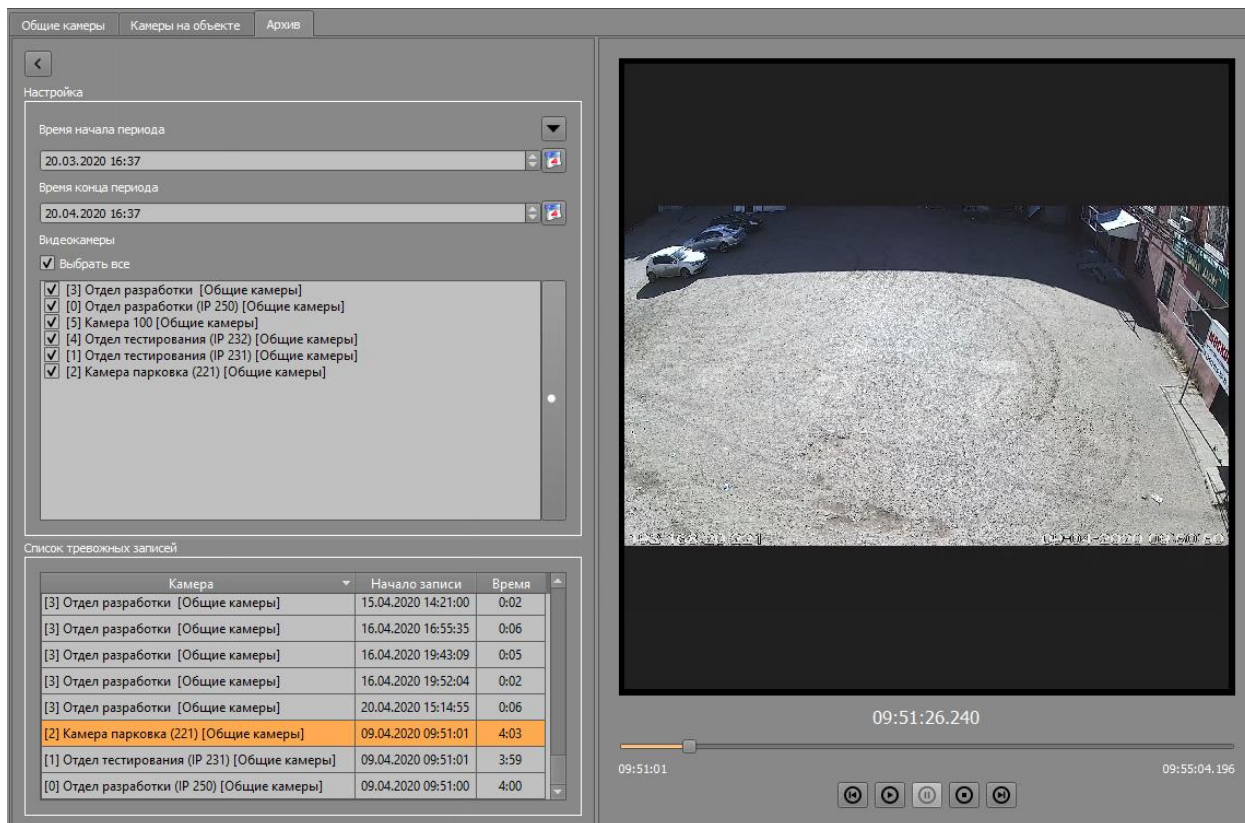 Общие камеры Камеры на объекте Архив
Настройка
Время начала периода
20.03.2020 16:37
Время конца периода
20.04.2020 16:37
Видеокамеры
Выбрать все
[3] Отдел разработки [Общие камеры]
[0] Отдел разработки (IP 250) [Общие камеры]
[5] Камера 100 [Общие камеры]
[4] Отдел тестирования (IP 232) [Общие камеры]
[1] Отдел тестирования (IP 231) [Общие камеры]
[2] Камера парковка (221) [Общие камеры]
Список тревожных записей
Камера Начало записи Время
[3] Отдел разработки [Общие камеры] 15.04.2020 14:21:00 0:02
[3] Отдел разработки [Общие камеры] 16.04.2020 16:55:35 0:06
[3] Отдел разработки [Общие камеры] 16.04.2020 19:43:09 0:05
[3] Отдел разработки [Общие камеры] 16.04.2020 19:52:04 0:02
[3] Отдел разработки [Общие камеры] 20.04.2020 15:14:55 0:06
[2] Камера парковка (221) [Общие камеры] 09.04.2020 09:51:01 4:03
[1] Отдел тестирования (IP 231) [Общие камеры] 09.04.2020 09:51:01 3:59
[0] Отдел разработки (IP 250) [Общие камеры] 09.04.2020 09:51:00 4:00
09:51:26.240
09:51:01 09:55:04.196